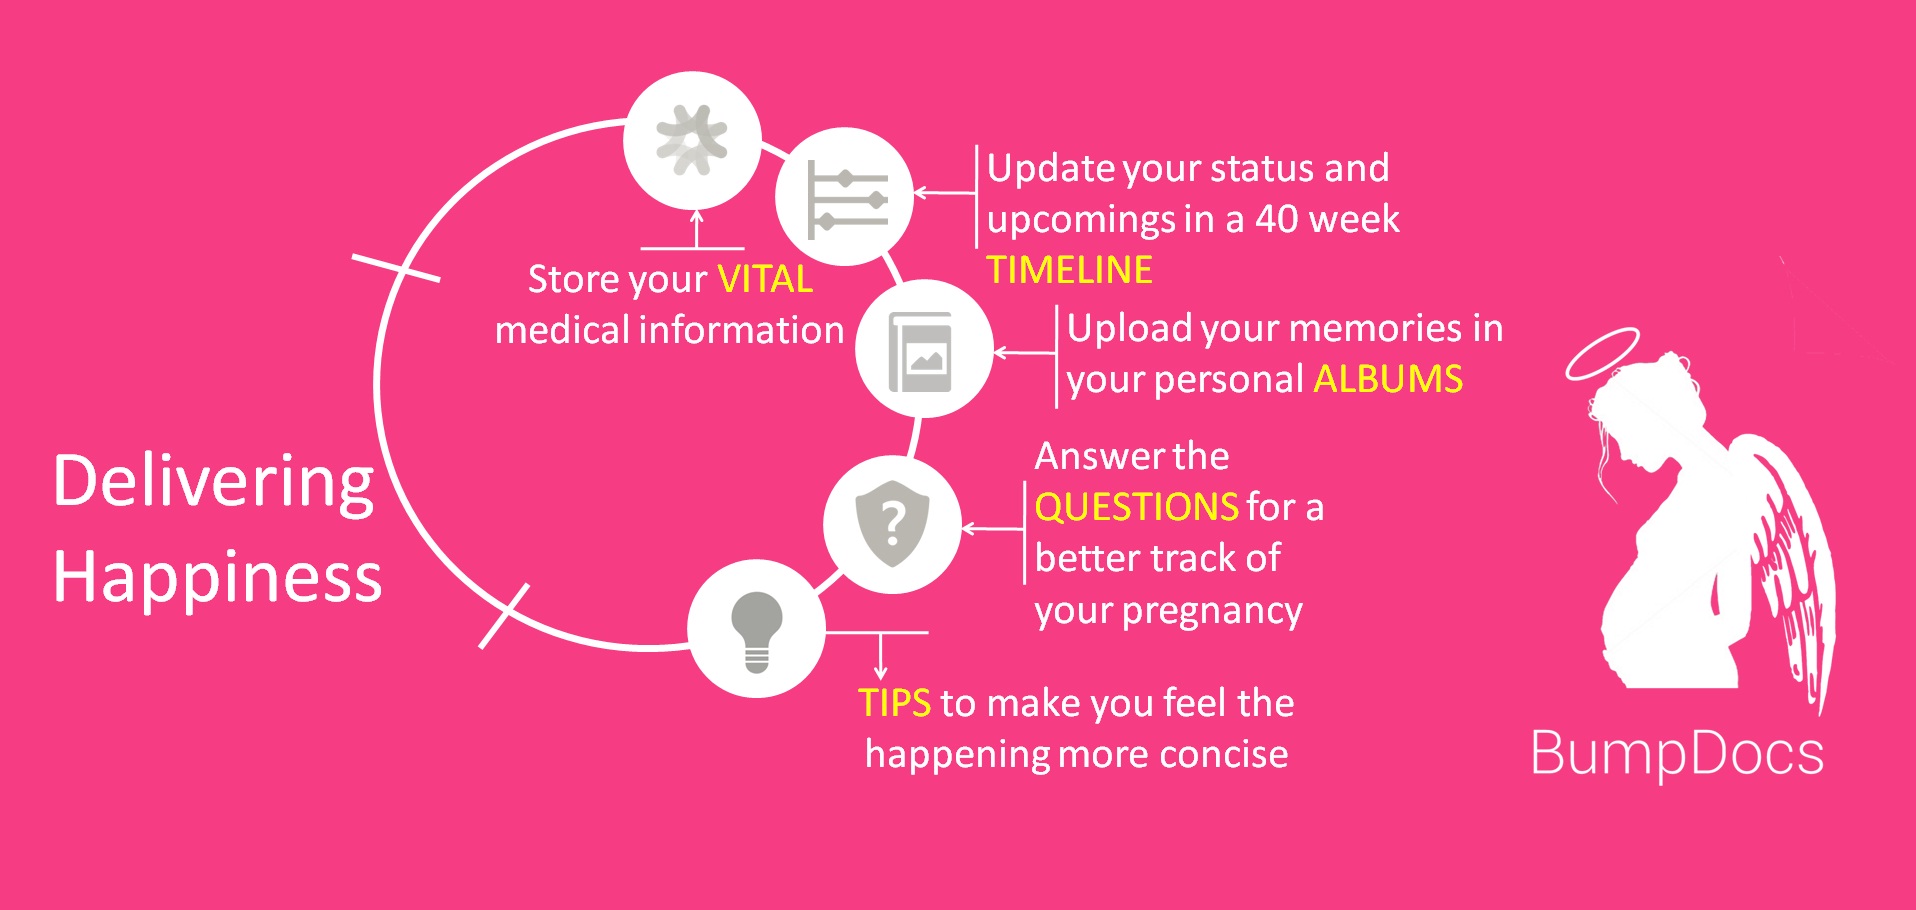 Delivering
Happiness
Store your VITAL
medical information
Update your status and
upcomings in a 40 week
TIMELINE
Upload your memories in
your personal ALBUMS
Answer the
QUESTIONS for a
better track of
your pregnancy
?
TIPS to make you feel the
happening more concise
BumpDocs